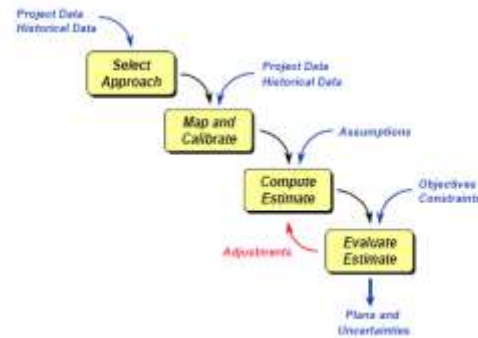 Project Data
Historical Data
Select
Approach
Project Data
Historical Data
Map and
Calibrate
Assumptions
Compute
Estimate
Objectives
Constraints
Adjustments
Evaluate
Estimate
Plans and
Uncertainties